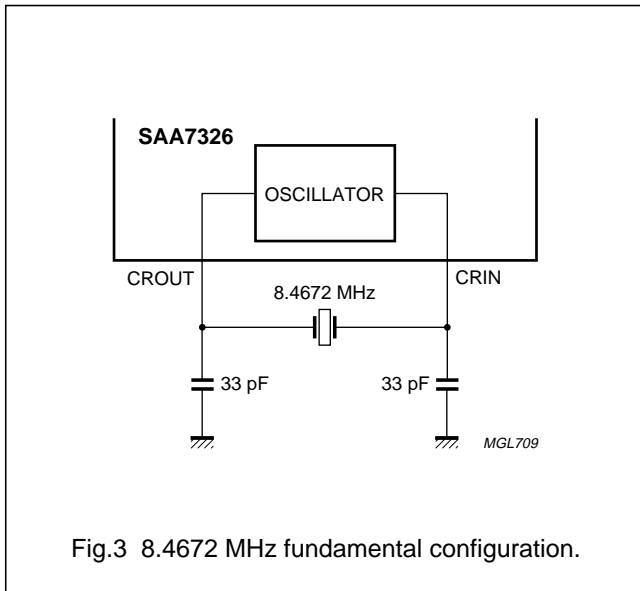 SAA7326
OSCILLATOR
CROUT
CRIN
8.4672 MHz
33 pF
33 pF
MGL709
Fig.3 8.4672 MHz fundamental configuration.